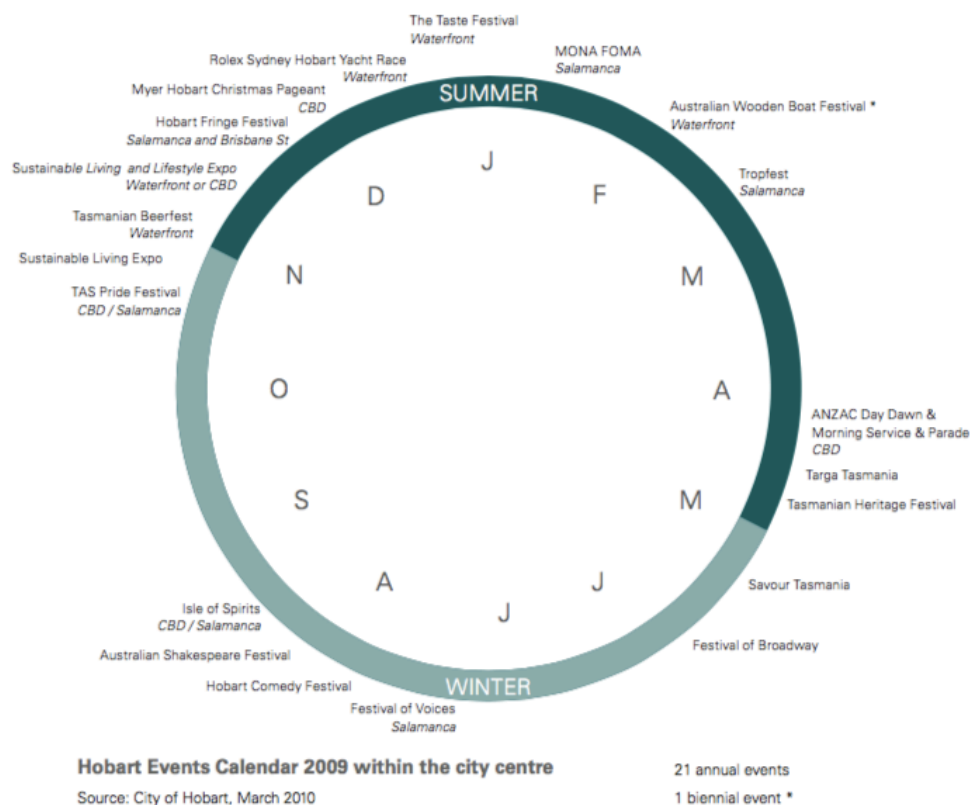 The Taste Festival
Waterfront
Rolex Sydney Hobart Yacht Race
Waterfront
MONA FOMA
Salamanca
Myer Hobart Christmas Pageant
CBD
SUMMER
Australian Wooden Boat Festival *
Waterfront
Hobart Fringe Festival
Salamanca and Brisbane St
Sustainable Living and Lifestyle Expo
Waterfront or CBD
Tropfest
Salamanca
Tasmanian Beerfest
Waterfront
Sustainable Living Expo
TAS Pride Festival
CBD / Salamanca
J
F
M
A
M
J
J
A
S
O
N
D
ANZAC Day Dawn &
Morning Service & Parade
CBD
Targa Tasmania
Tasmanian Heritage Festival
Savour Tasmania
Festival of Broadway
Isle of Spirits
CBD / Salamanca
Australian Shakespeare Festival
Hobart Comedy Festival
Festival of Voices
Salamanca
WINTER
Hobart Events Calendar 2009 within the city centre
Source: City of Hobart, March 2010
21 annual events
1 biennial event *